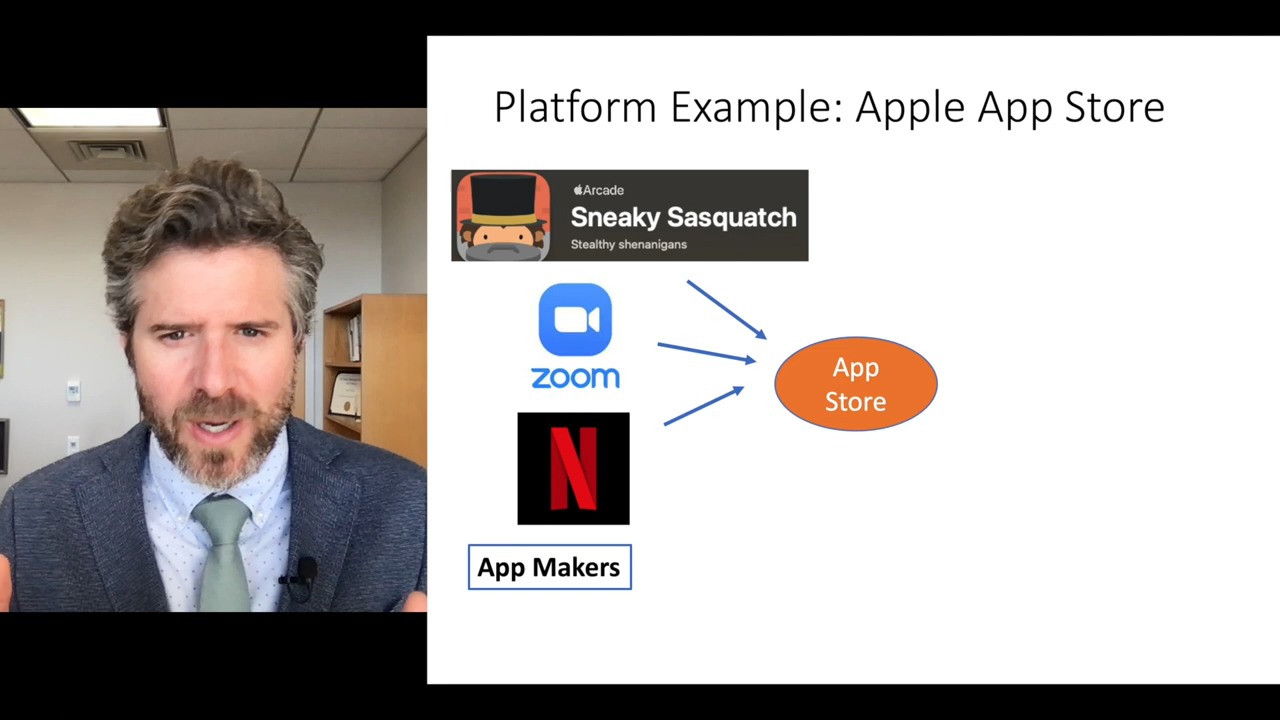 Platform Example: Apple App Store
Arcade
Sneaky Sasquatch
Stealthy shenanigans
zoom
N
App Makers
App
Store